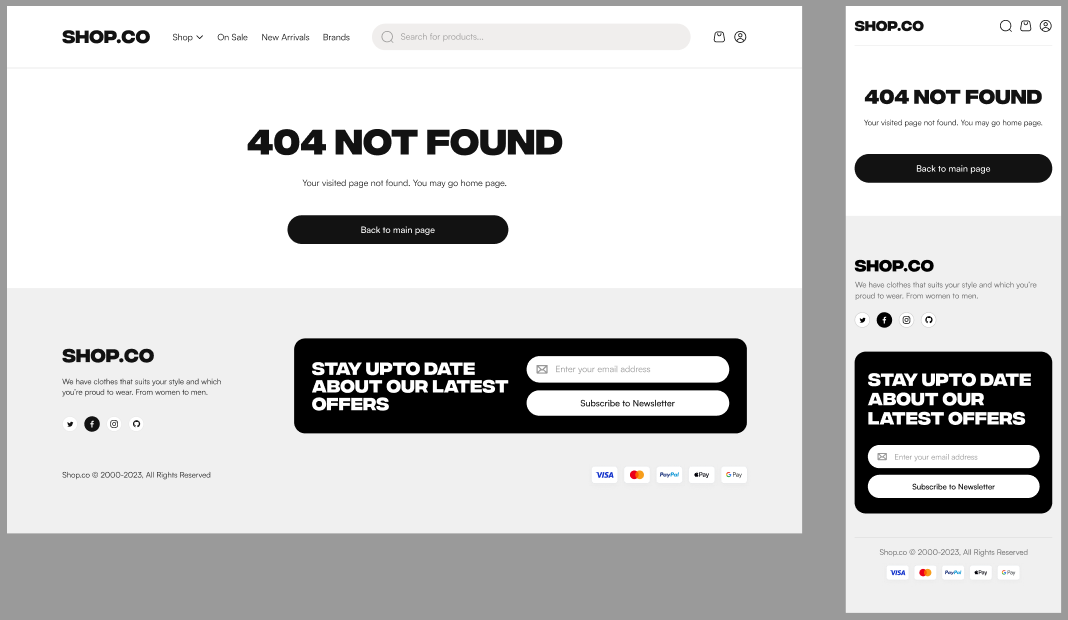 SHOP.CO
Shop
On Sale
New Arrivals
Brands
Search for products...
404 NOT FOUND
Your visited page not found. You may go home page.
Back to main page
SHOP.CO
We have clothes that suits your style and which
you're proud to wear. From women to men.
STAY UPTO DATE
ABOUT OUR LATEST
OFFERS
Enter your email address
Subscribe to Newsletter
Shop.co © 2000-2023, All Rights Reserved
VISA
PayPal
Pay
G Pay
SHOP.CO
404 NOT FOUND
Your visited page not found. You may go home page.
Back to main page
SHOP.CO
We have clothes that suits your style and which you're
proud to wear. From women to men.
STAY UPTO DATE
ABOUT OUR
LATEST OFFERS
Enter your email address
Subscribe to Newsletter
Shop.co © 2000-2023, All Rights Reserved
VISA
PayPal
Pay
G Pay